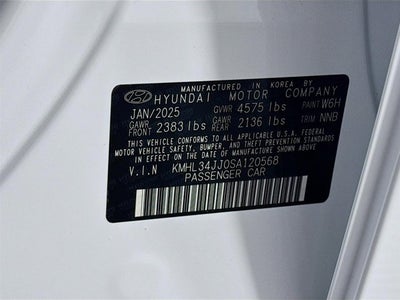 MANUFACTURED IN KOREA BY
HYUNDAI MOTOR COMPANY
JAN/2025 GVWR 4575 lbs PAINT W6H
GAWR FRONT 2383 lbs GAWR REAR 2136 lbs TRIM NNB
THIS VEHICLE CONFORMS TO ALL APPLICABLE U.S.A. FEDERAL
MOTOR VEHICLE SAFETY, BUMPER, AND THEFT PREVENTION STANDARDS
IN EFFECT ON THE DATE OF MANUFACTURE SHOWN ABOVE.
V.I.N KMHL34JJ0SA120568
PASSENGER CAR